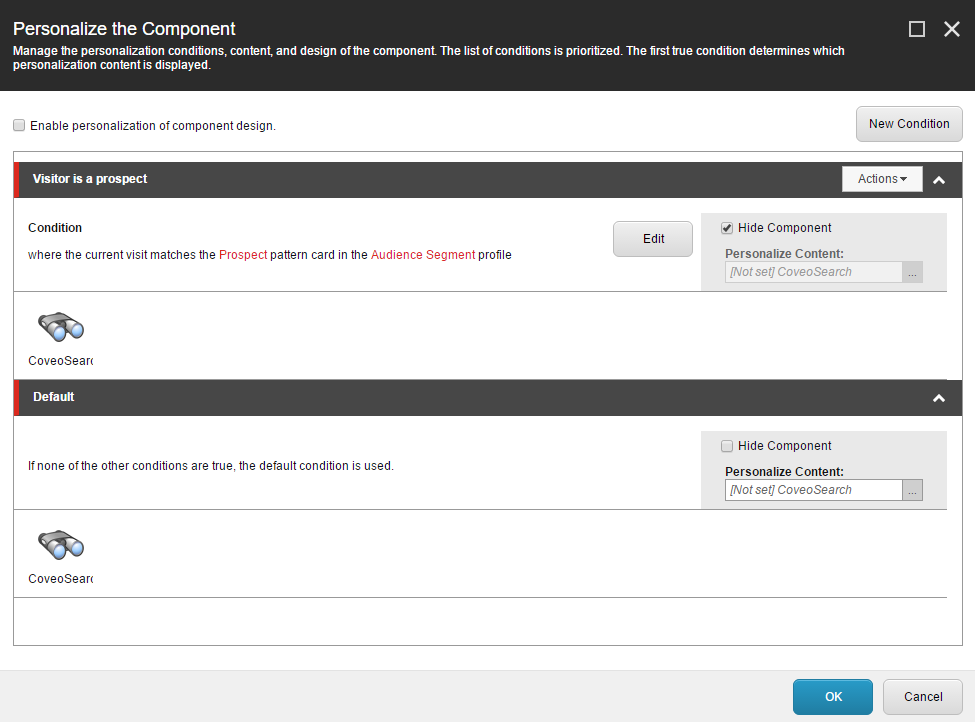 Personalize the Component
Manage the personalization conditions, content, and design of the component. The list of conditions is prioritized. The first true condition determines which
personalization content is displayed.
Enable personalization of component design.
New Condition
Visitor is a prospect
Actions
Condition
where the current visit matches the Prospect pattern card in the Audience Segment profile
Edit
Hide Component
Personalize Content:
[Not set] CoveoSearch
...
CoveoSearc
Default
If none of the other conditions are true, the default condition is used.
Hide Component
Personalize Content:
[Not set] CoveoSearch
...
CoveoSearc
OK
Cancel